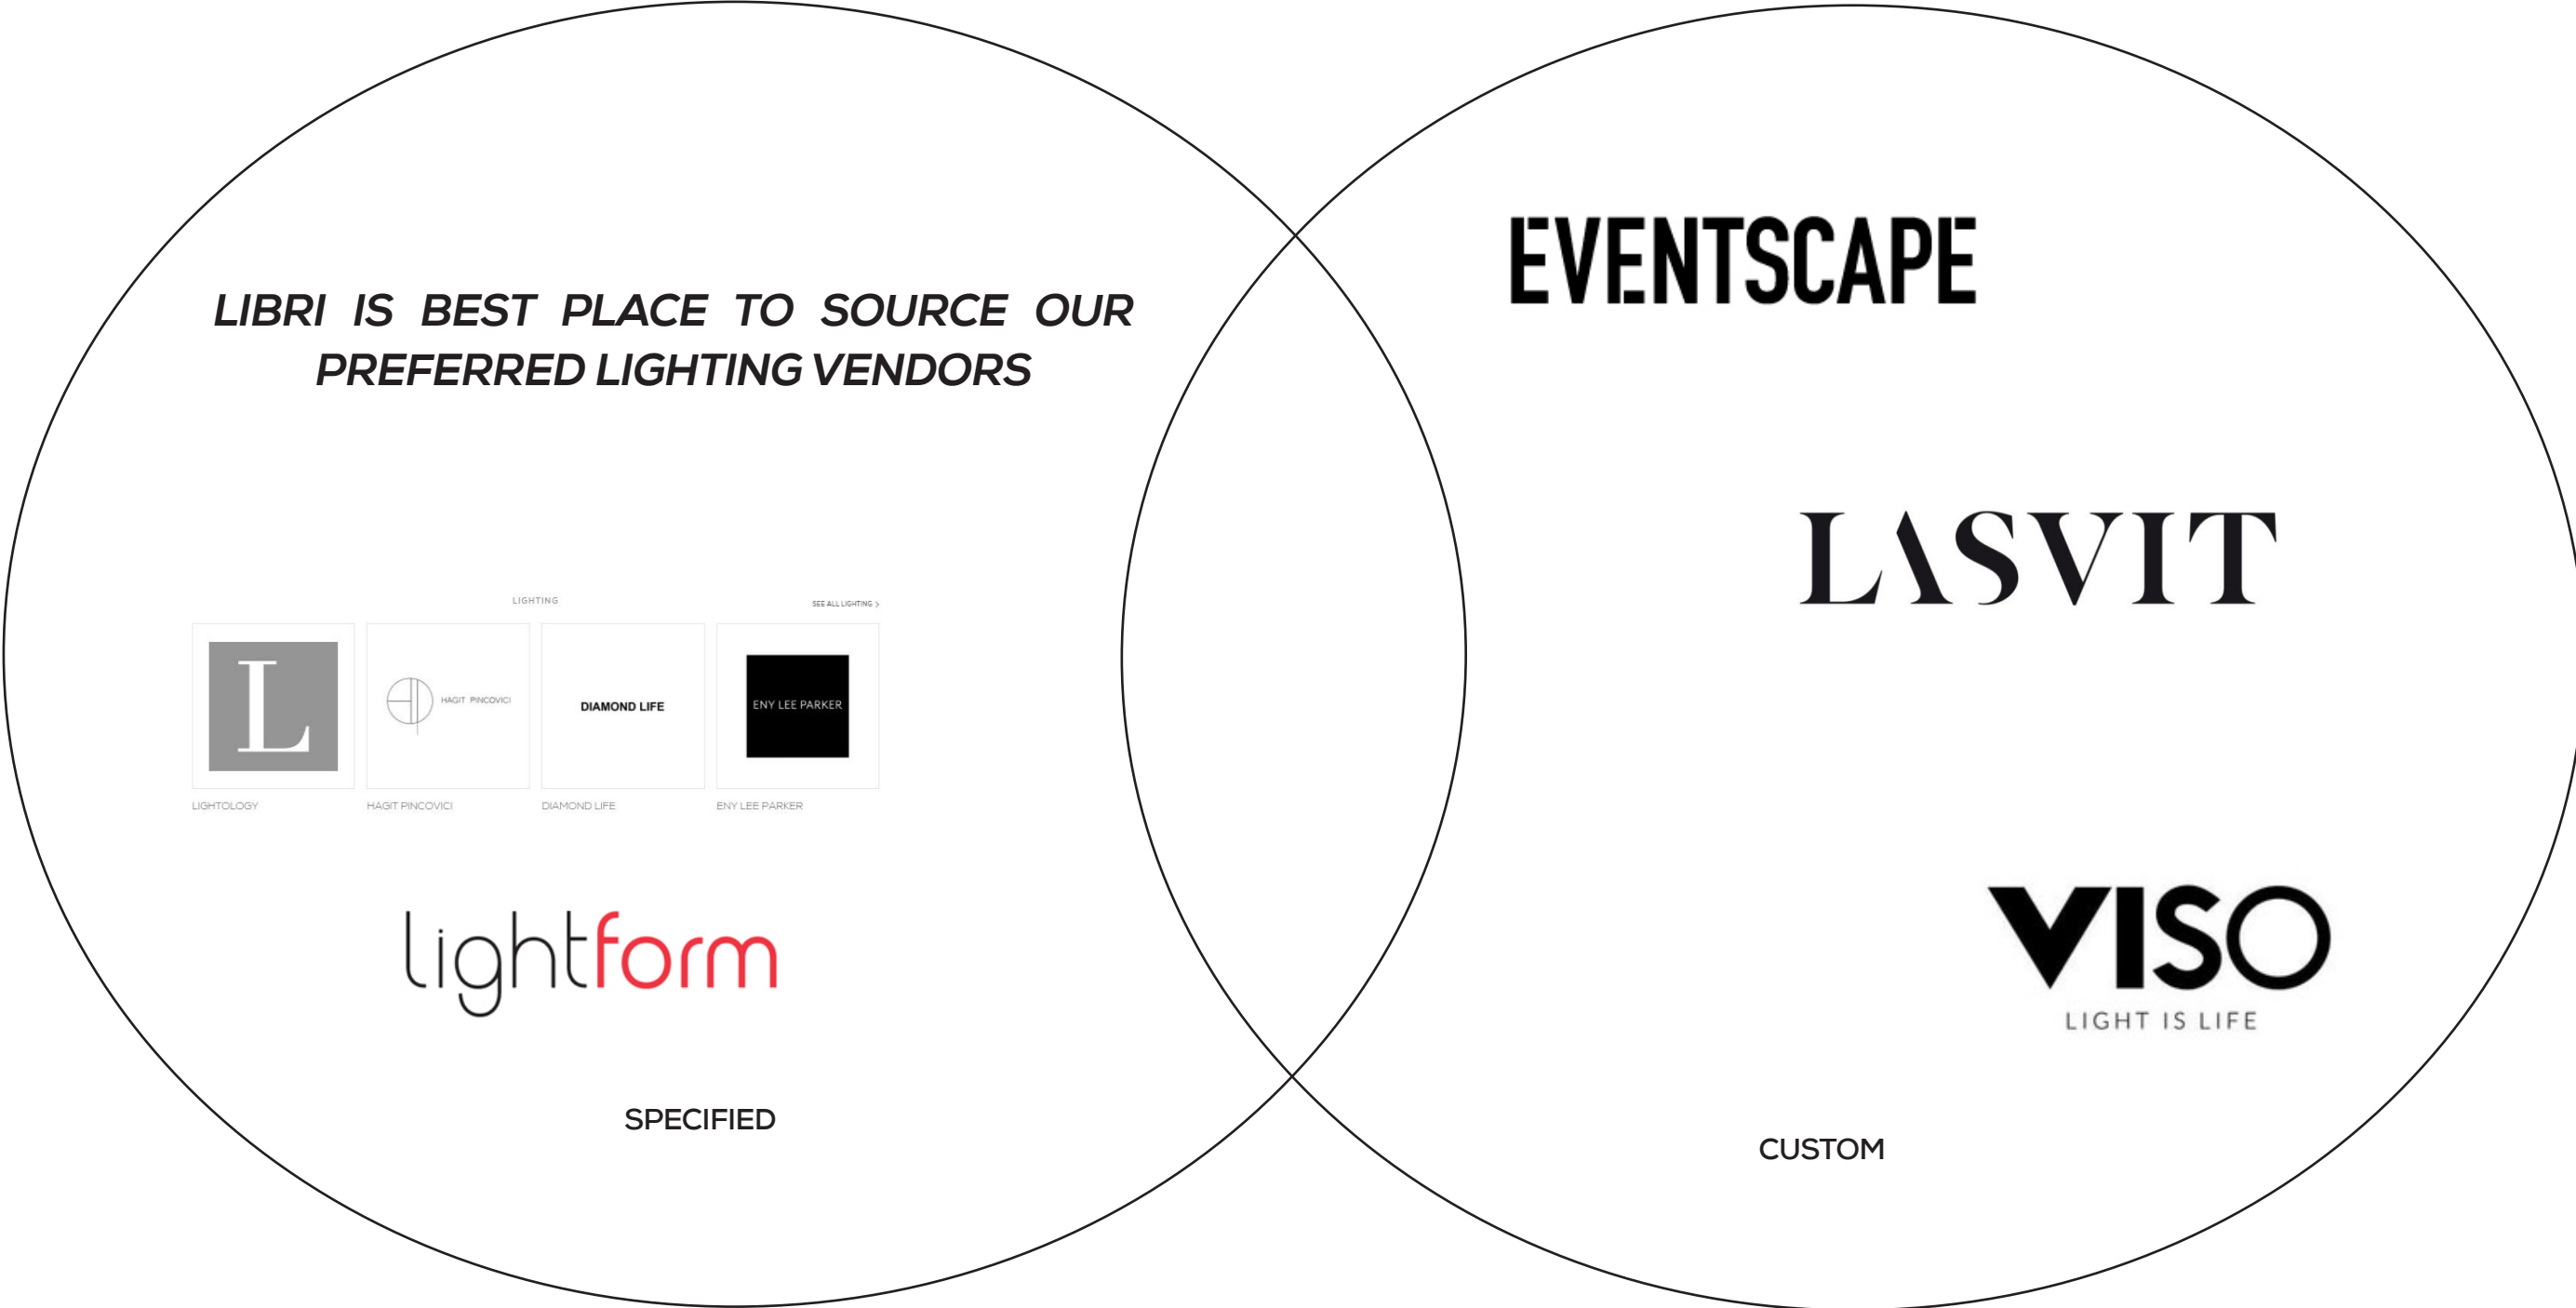 LIBRI IS BEST PLACE TO SOURCE OUR
PREFERRED LIGHTING VENDORS
LIGHTING
SEE ALL LIGHTING >
L
HAGIT PINCOVICI
DIAMOND LIFE
ENY LEE PARKER
LIGHTOLOGY
HAGIT PINCOVICI
DIAMOND LIFE
ENY LEE PARKER
lightform
SPECIFIED
EVENTSCAPE
LASVIT
VISO
LIGHT IS LIFE
CUSTOM